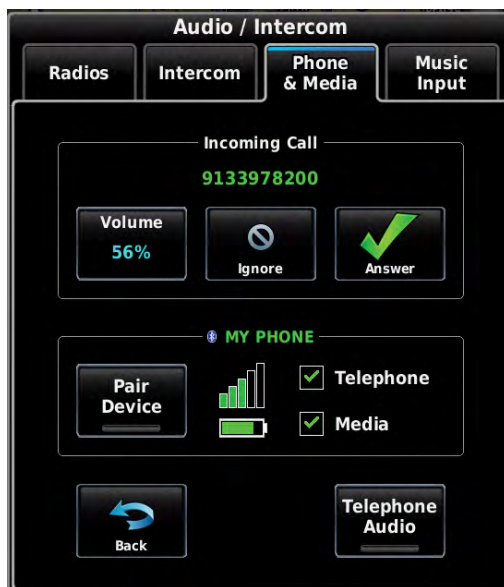 Audio / Intercom
Radios
Intercom
Phone
& Media
Music
Input
Incoming Call
9133978200
Volume
56%
Ignore
Answer
MY PHONE
Pair
Device
Telephone
Media
Back
Telephone
Audio